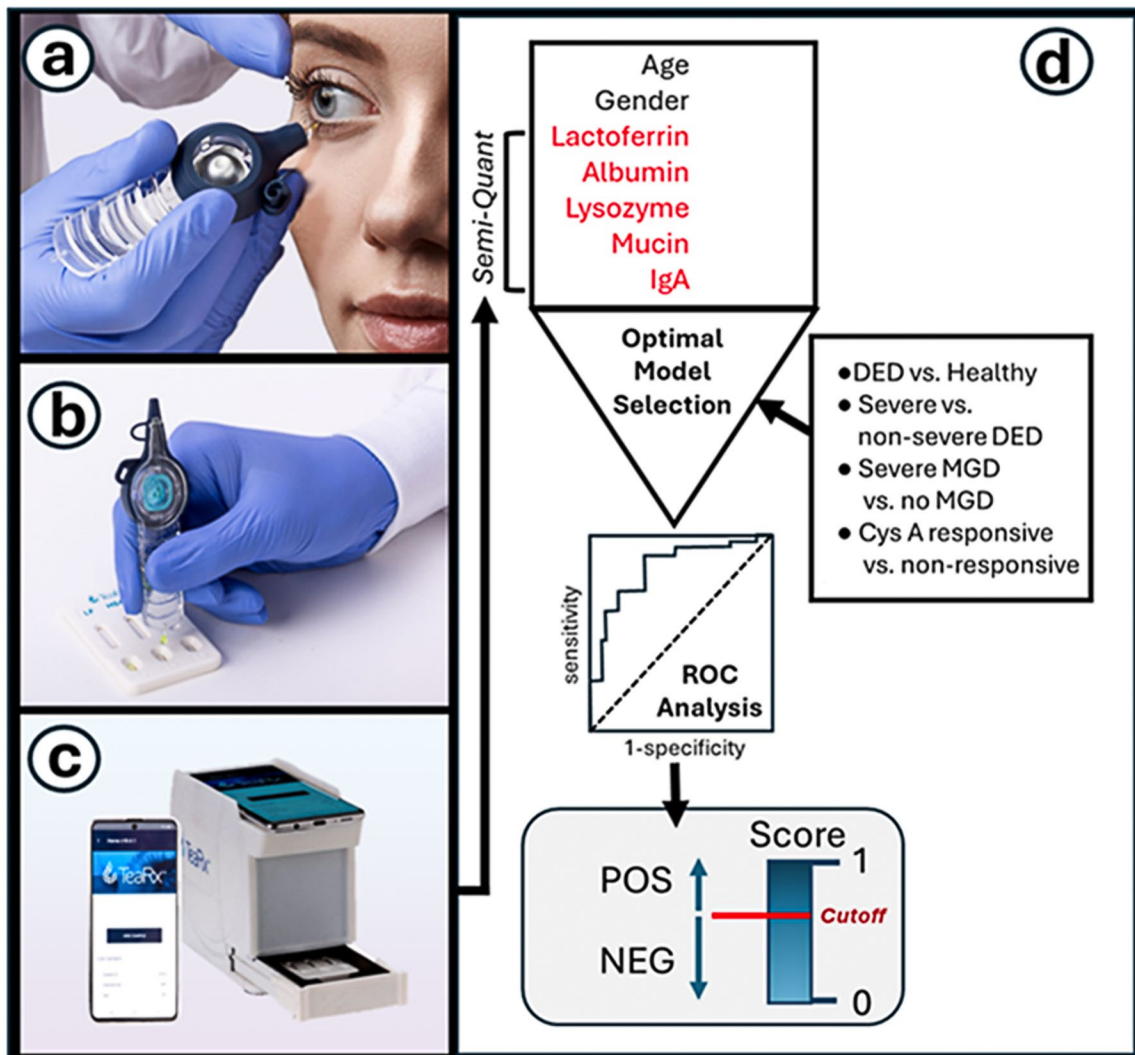 a
b
TeaRx
c
TeaRx
TeaRx
d
Age
Gender
Lactoferrin
Albumin
Lysozyme
Mucin
IgA
Semi-Quant
Optimal
Model
Selection
●DED vs. Healthy
● Severe vs.
non-severe DED
● Severe MGD
vs. no MGD
● Cys A responsive
vs. non-responsive
sensitivity
ROC
Analysis
1-specificity
Score
POS
NEG
1
Cutoff
0